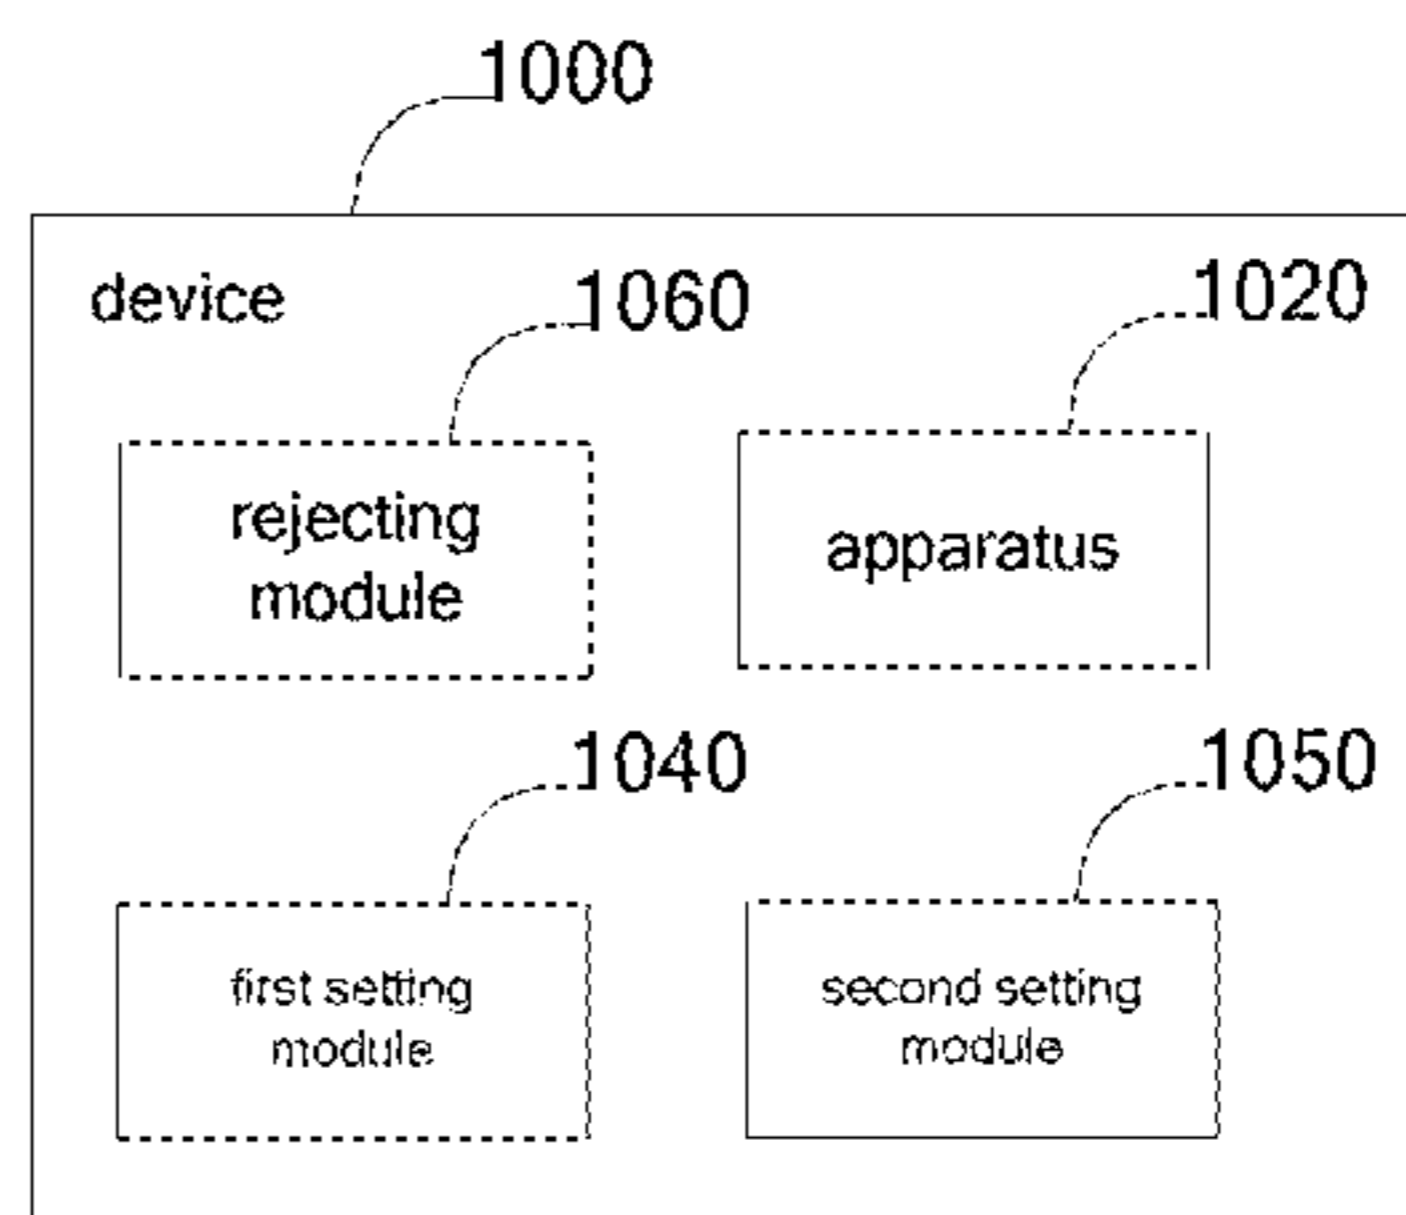 1000
device
1060
1020
rejecting
module
apparatus
1040
1050
first setting
module
second setting
module